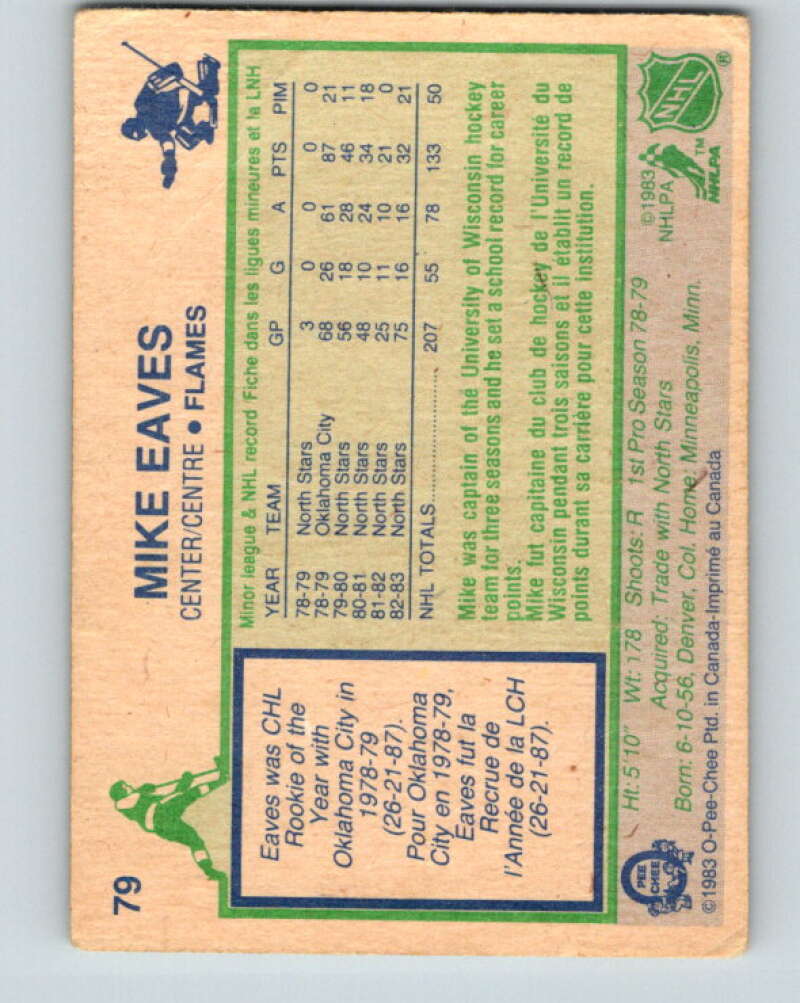 79
MIKE EAVES
CENTER/CENTRE • FLAMES
Eaves was CHL
Rookie of the
Year with
Oklahoma City in
1978-79
(26-21-87).
Pour Oklahoma
City en 1978-79,
Eaves fut la
Recrue de
l'Année de la LCH
(26-21-87).
Minor league & NHL record Fiche dans les ligues mineures et la LNH
YEAR TEAM GP G A PTS PIM
78-79 North Stars 3 0 0 0 0
78-79 Oklahoma City 68 26 61 87 21
79-80 North Stars 56 18 28 46 11
80-81 North Stars 48 10 24 34 18
81-82 North Stars 25 11 10 21 0
82-83 North Stars 75 16 16 32 21
NHL TOTALS 207 55 78 133 50
Mike was captain of the University of Wisconsin hockey
team for three seasons and he set a school record for career
points.
Mike fut capitaine du club de hockey de l'Université du
Wisconsin pendant trois saisons et il établit un record de
points durant sa carrière pour cette institution.
Ht: 5'10" Wt: 178 Shoots: R 1st Pro Season 78-79
Acquired: Trade with North Stars
Born: 6-10-56, Denver, Col. Home: Minneapolis, Minn.
©1983 O-Pee-Chee Ptd. in Canada-Imprimé au Canada
O
PEE
CHEE
©1983
NHLPA
NHL
®
TM
NHLPA